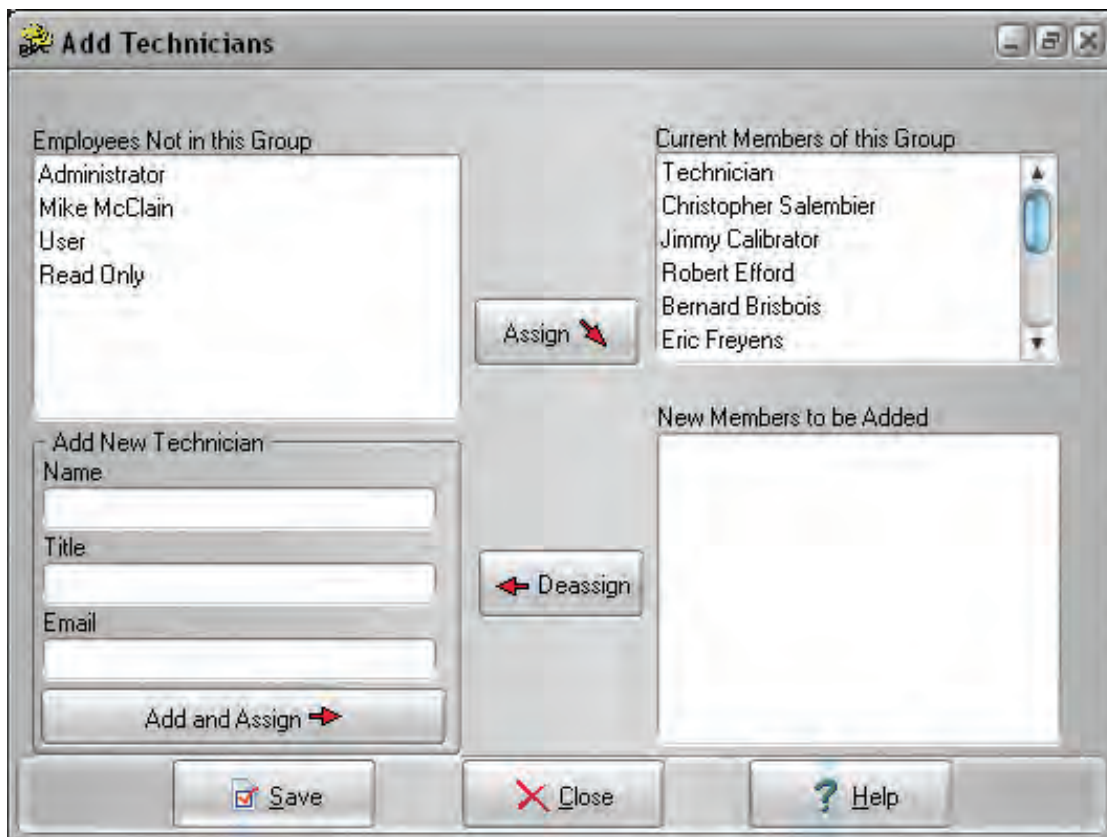 Add Technicians
Employees Not in this Group
Administrator
Mike McClain
User
Read Only
Assign
Current Members of this Group
Technician
Christopher Salembier
Jimmy Calibrator
Robert Efford
Bernard Brisbois
Eric Freyens
Add New Technician
Name
Title
Email
Add and Assign
Deassign
New Members to be Added
Save
Close
Help